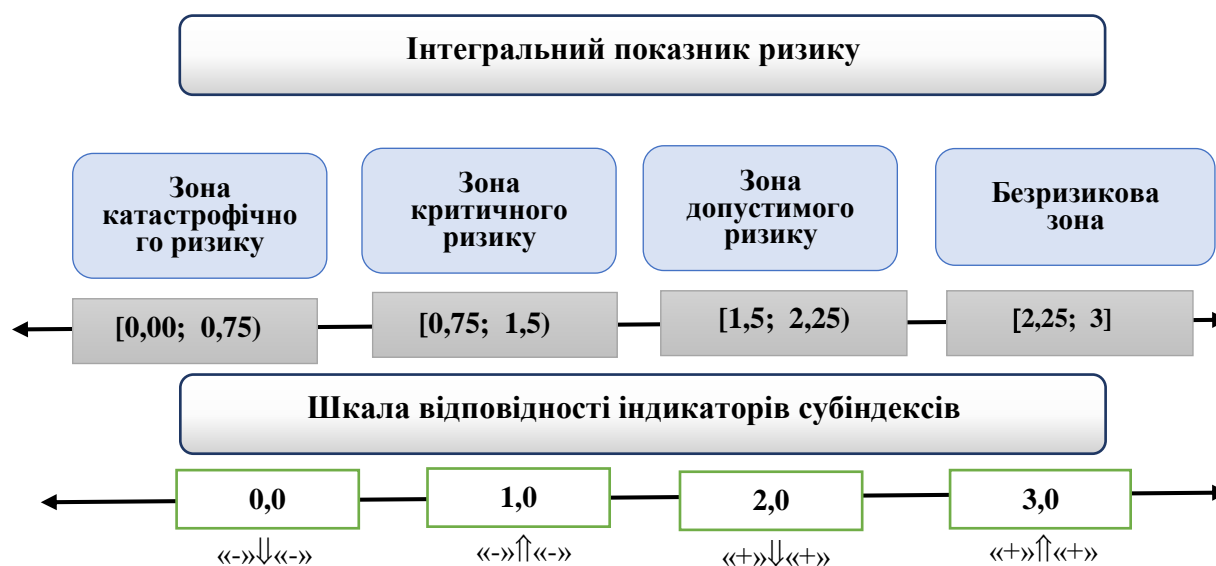 Інтегральний показник ризику
Зона
катастрофічно
го ризику
Зона
критичного
ризику
Зона
допустимого
ризику
Безризикова
зона
[0,00; 0,75)
[0,75; 1,5)
[1,5; 2,25)
[2,25; 3]
Шкала відповідності індикаторів субіндексів
0,0
1,0
2,0
3,0
«-»⇓«-»
«-»⇑«-»
«+»⇓«+»
«+»⇑«+»